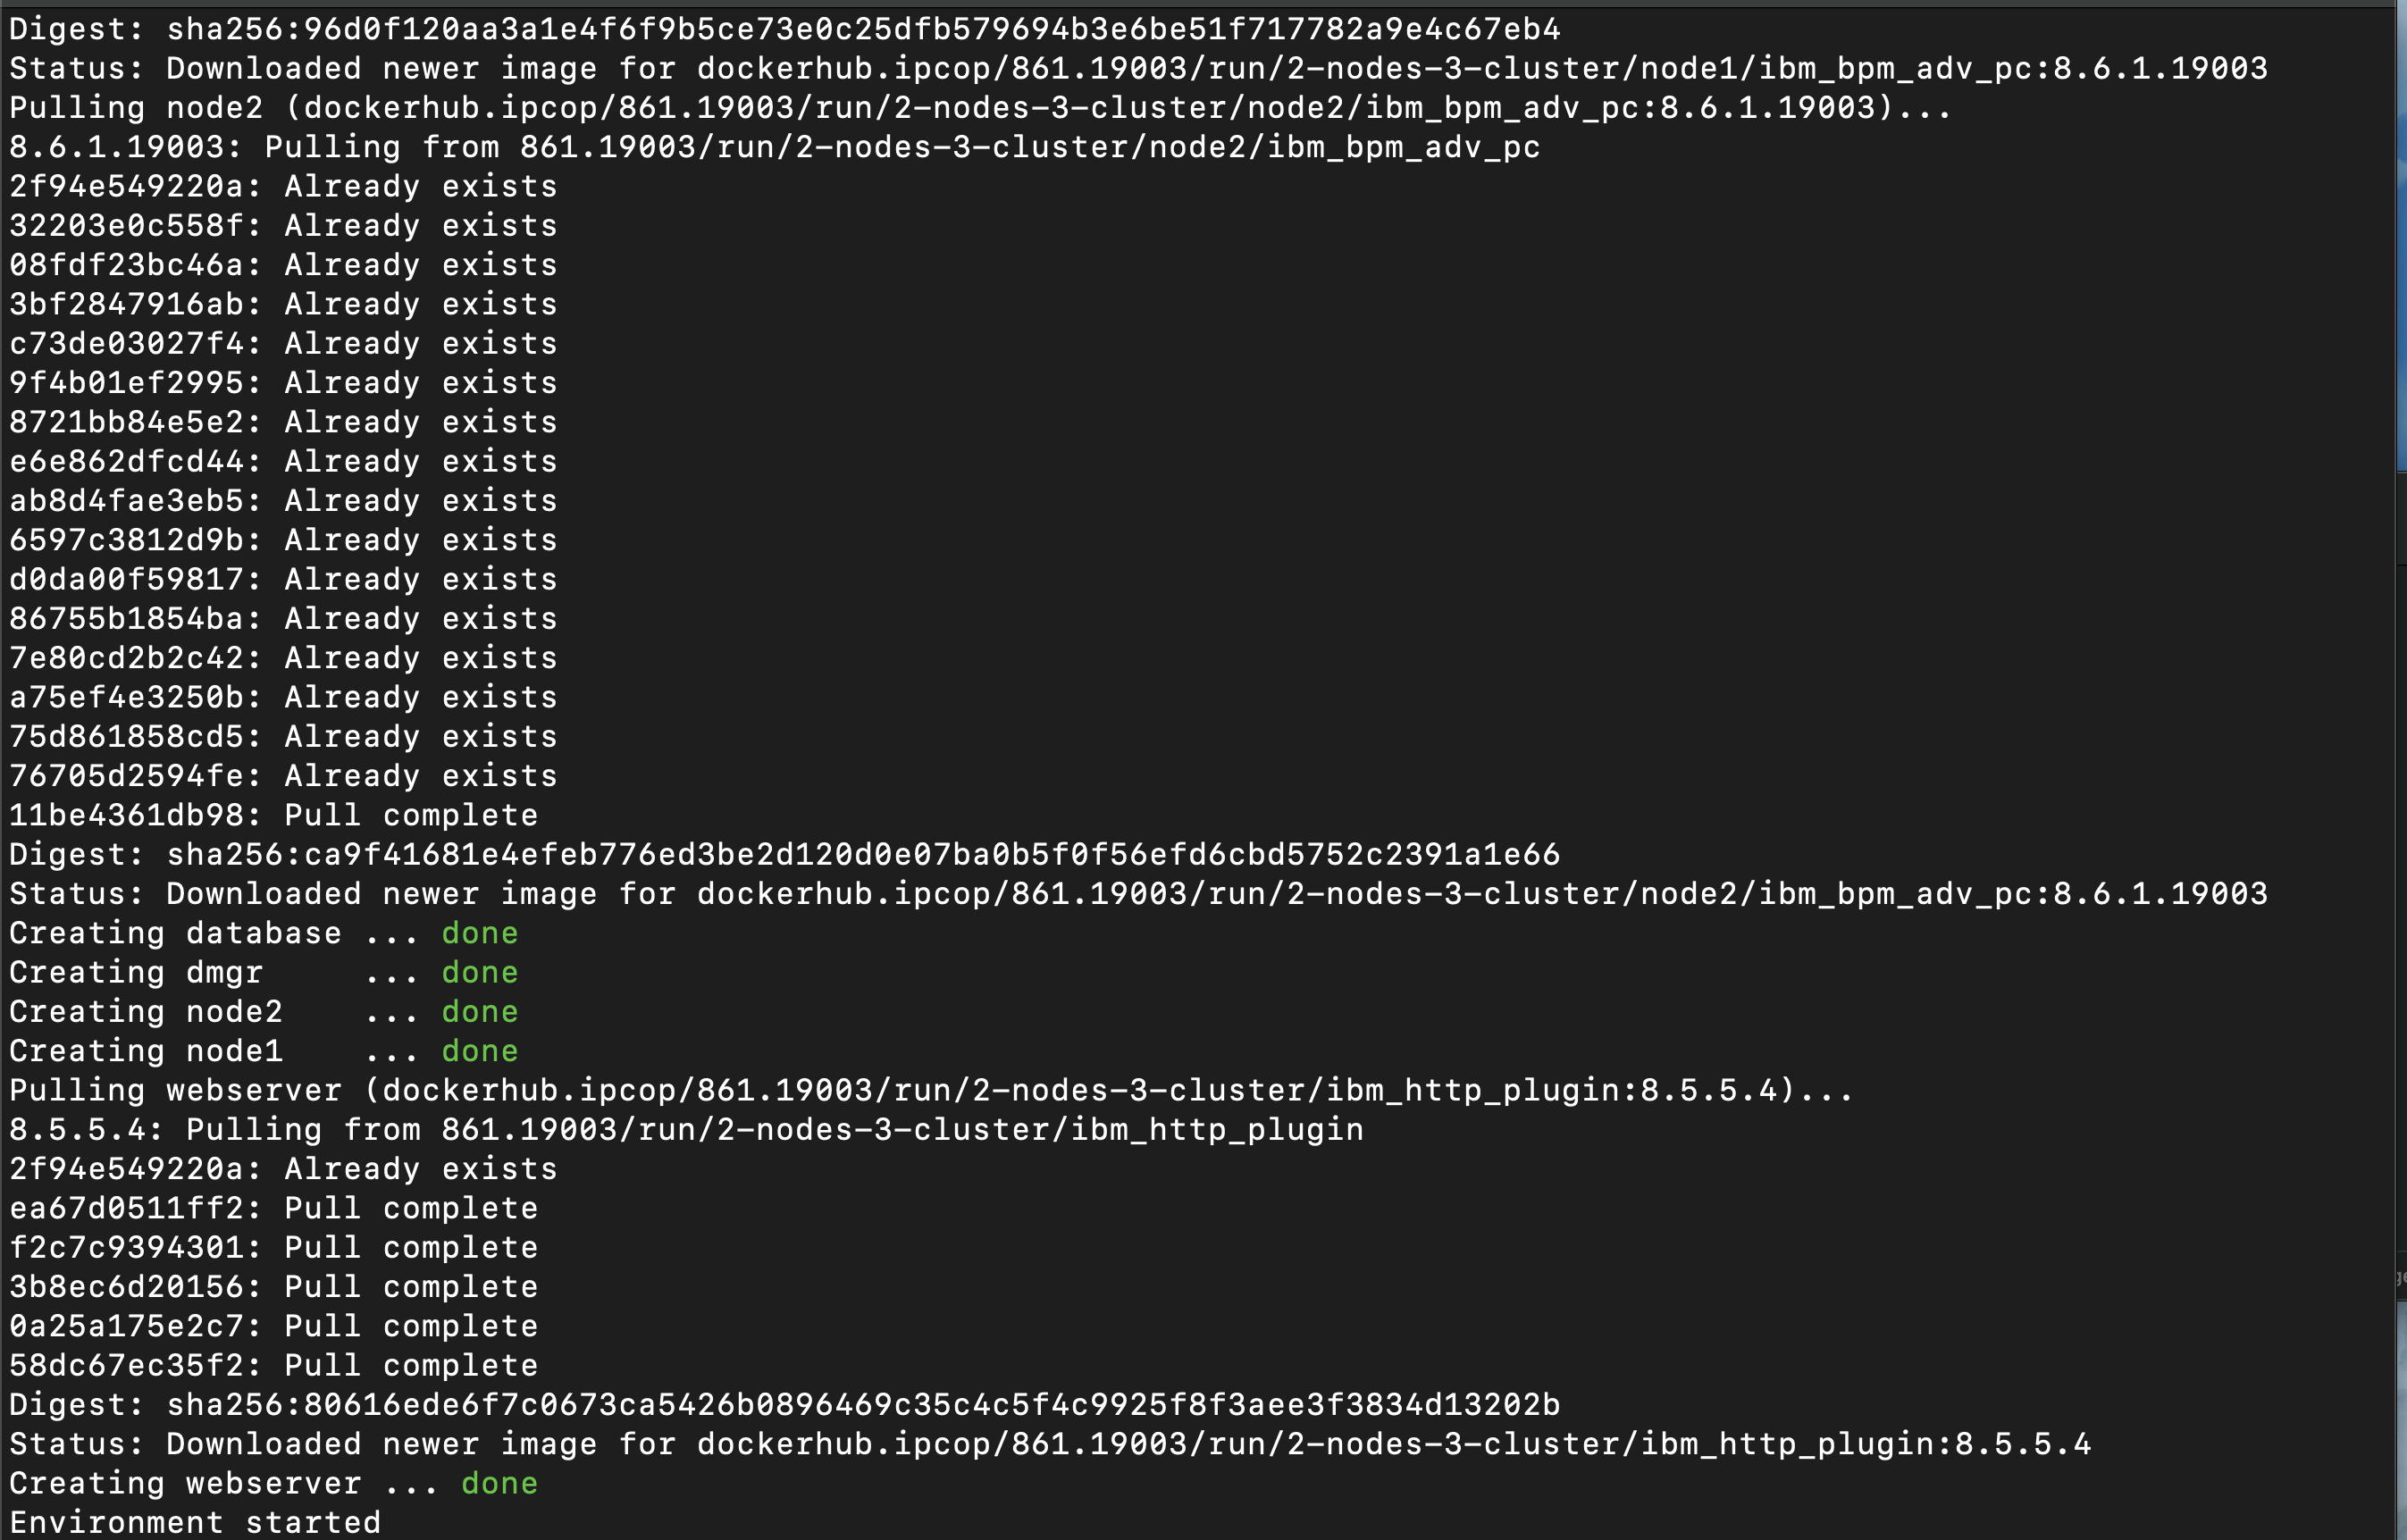 Digest: sha256:96d0f120aa3a1e4f6f9b5ce73e0c25dfb579694b3e6be51f717782a9e4c67eb4
Status: Downloaded newer image for dockerhub.ipcop/861.19003/run/2-nodes-3-cluster/node1/ibm_bpm_adv_pc:8.6.1.19003
Pulling node2 (dockerhub.ipcop/861.19003/run/2-nodes-3-cluster/node2/ibm_bpm_adv_pc:8.6.1.19003)...
8.6.1.19003: Pulling from 861.19003/run/2-nodes-3-cluster/node2/ibm_bpm_adv_pc
2f94e549220a: Already exists
32203e0c558f: Already exists
08fdf23bc46a: Already exists
3bf2847916ab: Already exists
c73de03027f4: Already exists
9f4b01ef2995: Already exists
8721bb84e5e2: Already exists
e6e862dfcd44: Already exists
ab8d4fae3eb5: Already exists
6597c3812d9b: Already exists
d0da00f59817: Already exists
86755b1854ba: Already exists
7e80cd2b2c42: Already exists
a75ef4e3250b: Already exists
75d861858cd5: Already exists
76705d2594fe: Already exists
11be4361db98: Pull complete
Digest: sha256:ca9f41681e4efeb776ed3be2d120d0e07ba0b5f0f56efd6cbd5752c2391a1e66
Status: Downloaded newer image for dockerhub.ipcop/861.19003/run/2-nodes-3-cluster/node2/ibm_bpm_adv_pc:8.6.1.19003
Creating database ... done
Creating dmgr     ... done
Creating node2    ... done
Creating node1    ... done
Pulling webserver (dockerhub.ipcop/861.19003/run/2-nodes-3-cluster/ibm_http_plugin:8.5.5.4)...
8.5.5.4: Pulling from 861.19003/run/2-nodes-3-cluster/ibm_http_plugin
2f94e549220a: Already exists
ea67d0511ff2: Pull complete
f2c7c9394301: Pull complete
3b8ec6d20156: Pull complete
0a25a175e2c7: Pull complete
58dc67ec35f2: Pull complete
Digest: sha256:80616ede6f7c0673ca5426b0896469c35c4c5f4c9925f8f3aee3f3834d13202b
Status: Downloaded newer image for dockerhub.ipcop/861.19003/run/2-nodes-3-cluster/ibm_http_plugin:8.5.5.4
Creating webserver ... done
Environment started